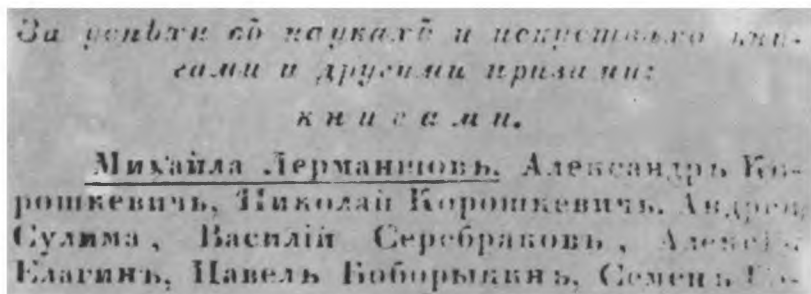 За успѣхи въ наукахъ и искуствахъ кни-
гами и другими призами:
книгами.
Михайла Лермантовъ, Александръ Ко-
рошкевичъ, Николай Корошкевичъ, Андрей
Сулима, Василій Серебряковъ, Алексѣй
Елагинъ, Павелъ Боборыкинъ, Семенъ